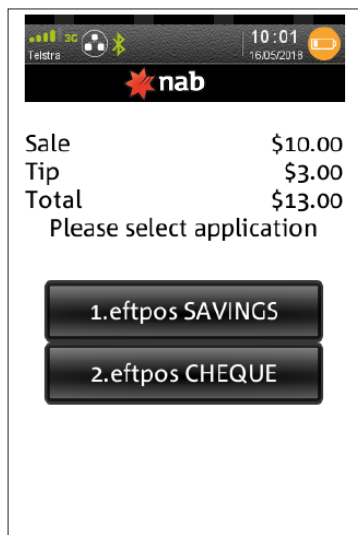 3G
10:01
Telstra
16/05/2018
nab
Sale $10.00
Tip $3.00
Total $13.00
Please select application
1.eftpos SAVINGS
2.eftpos CHEQUE